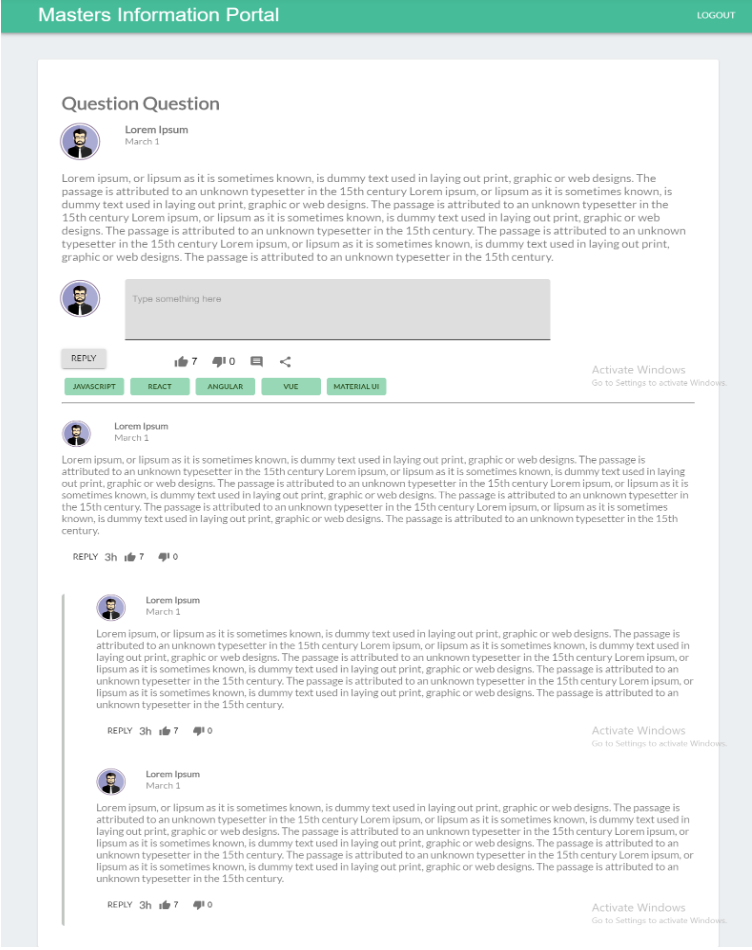 Masters Information Portal
LOGOUT
Question Question
Lorem Ipsum
March 1
Lorem ipsum, or lipsum as it is sometimes known, is dummy text used in laying out print, graphic or web designs. The
passage is attributed to an unknown typesetter in the 15th century Lorem ipsum, or lipsum as it is sometimes known, is
dummy text used in laying out print, graphic or web designs. The passage is attributed to an unknown typesetter in the
15th century Lorem ipsum, or lipsum as it is sometimes known, is dummy text used in laying out print, graphic or web
designs. The passage is attributed to an unknown typesetter in the 15th century. The passage is attributed to an unknown
typesetter in the 15th century Lorem ipsum, or lipsum as it is sometimes known, is dummy text used in laying out print,
graphic or web designs. The passage is attributed to an unknown typesetter in the 15th century.
Type something here
REPLY 7 0
Activate Windows
Go to Settings to activate Windows.
JAVASCRIPT REACT ANGULAR VUE MATERIAL UI
Lorem Ipsum
March 1
Lorem ipsum, or lipsum as it is sometimes known, is dummy text used in laying out print, graphic or web designs. The passage is
attributed to an unknown typesetter in the 15th century Lorem ipsum, or lipsum as it is sometimes known, is dummy text used in laying
out print, graphic or web designs. The passage is attributed to an unknown typesetter in the 15th century Lorem ipsum, or lipsum as it is
sometimes known, is dummy text used in laying out print, graphic or web designs. The passage is attributed to an unknown typesetter in
the 15th century. The passage is attributed to an unknown typesetter in the 15th century Lorem ipsum, or lipsum as it is sometimes
known, is dummy text used in laying out print, graphic or web designs. The passage is attributed to an unknown typesetter in the 15th
century.
REPLY 3h 7 0
Lorem Ipsum
March 1
Lorem ipsum, or lipsum as it is sometimes known, is dummy text used in laying out print, graphic or web designs. The passage is
attributed to an unknown typesetter in the 15th century Lorem ipsum, or lipsum as it is sometimes known, is dummy text used in
laying out print, graphic or web designs. The passage is attributed to an unknown typesetter in the 15th century Lorem ipsum, or
lipsum as it is sometimes known, is dummy text used in laying out print, graphic or web designs. The passage is attributed to an
unknown typesetter in the 15th century. The passage is attributed to an unknown typesetter in the 15th century Lorem ipsum, or
lipsum as it is sometimes known, is dummy text used in laying out print, graphic or web designs. The passage is attributed to an
unknown typesetter in the 15th century.
REPLY 3h 7 0
Activate Windows
Go to Settings to activate Windows.
Lorem Ipsum
March 1
Lorem ipsum, or lipsum as it is sometimes known, is dummy text used in laying out print, graphic or web designs. The passage is
attributed to an unknown typesetter in the 15th century Lorem ipsum, or lipsum as it is sometimes known, is dummy text used in
laying out print, graphic or web designs. The passage is attributed to an unknown typesetter in the 15th century Lorem ipsum, or
lipsum as it is sometimes known, is dummy text used in laying out print, graphic or web designs. The passage is attributed to an
unknown typesetter in the 15th century. The passage is attributed to an unknown typesetter in the 15th century Lorem ipsum, or
lipsum as it is sometimes known, is dummy text used in laying out print, graphic or web designs. The passage is attributed to an
unknown typesetter in the 15th century.
REPLY 3h 7 0
Activate Windows
Go to Settings to activate Windows.